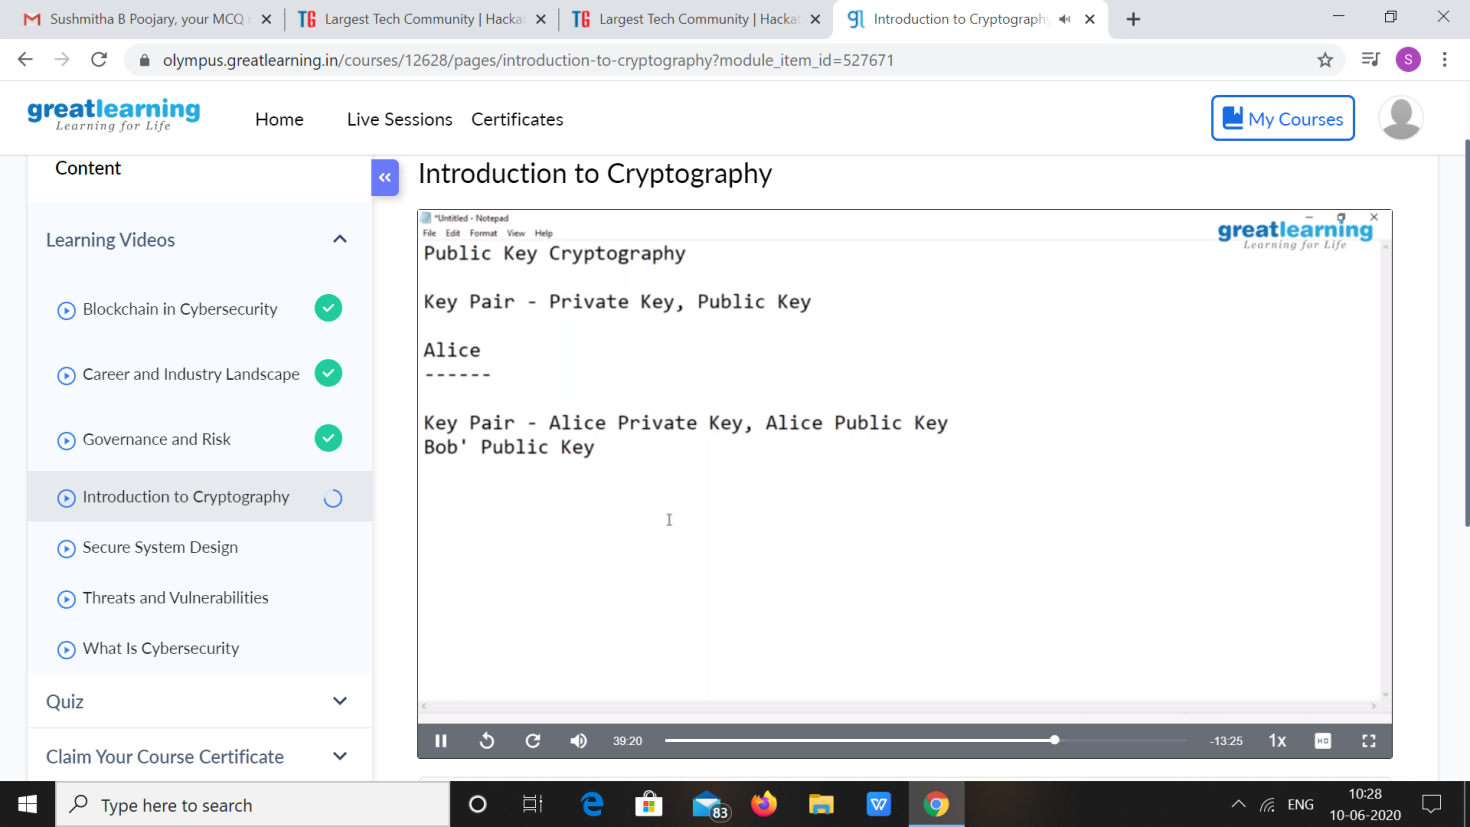 Sushmitha B Poojary, your MCQ
Largest Tech Community | Hacka
Largest Tech Community | Hacka
Introduction to Cryptography
olympus.greatlearning.in/courses/12628/pages/introduction-to-cryptography?module_item_id=527671
S
greatlearning
Learning for Life
Home
Live Sessions
Certificates
My Courses
Content
Introduction to Cryptography
Learning Videos
Blockchain in Cybersecurity
Career and Industry Landscape
Governance and Risk
Introduction to Cryptography
Secure System Design
Threats and Vulnerabilities
What Is Cybersecurity
Quiz
Claim Your Course Certificate
*Untitled - Notepad
File Edit Format View Help
greatlearning
Learning for Life
Public Key Cryptography
Key Pair - Private Key, Public Key
Alice
------
Key Pair - Alice Private Key, Alice Public Key
Bob' Public Key
39:20
-13:25
1x
HD
Type here to search
83
ENG
10:28
10-06-2020